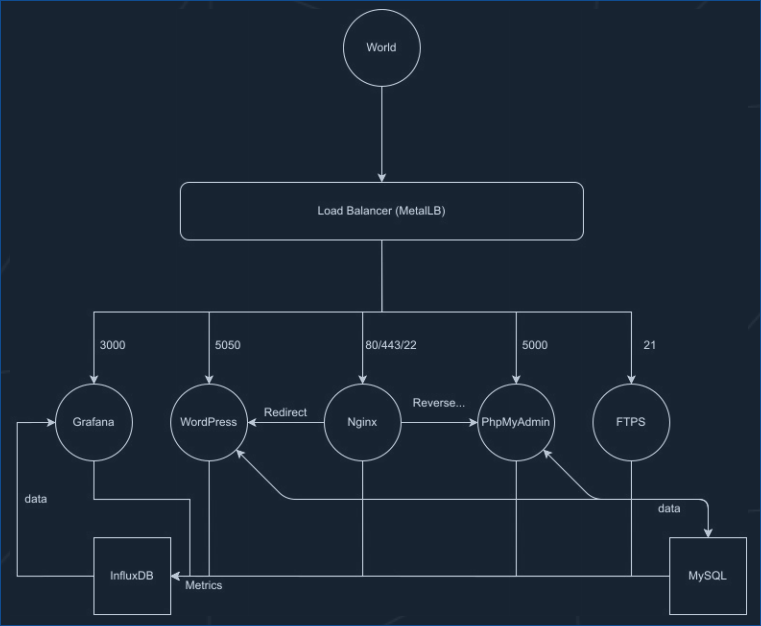 World
Load Balancer (MetalLB)
3000
5050
80/443/22
5000
21
Grafana
WordPress
Redirect
Nginx
Reverse...
PhpMyAdmin
FTPS
data
data
InfluxDB
Metrics
MySQL